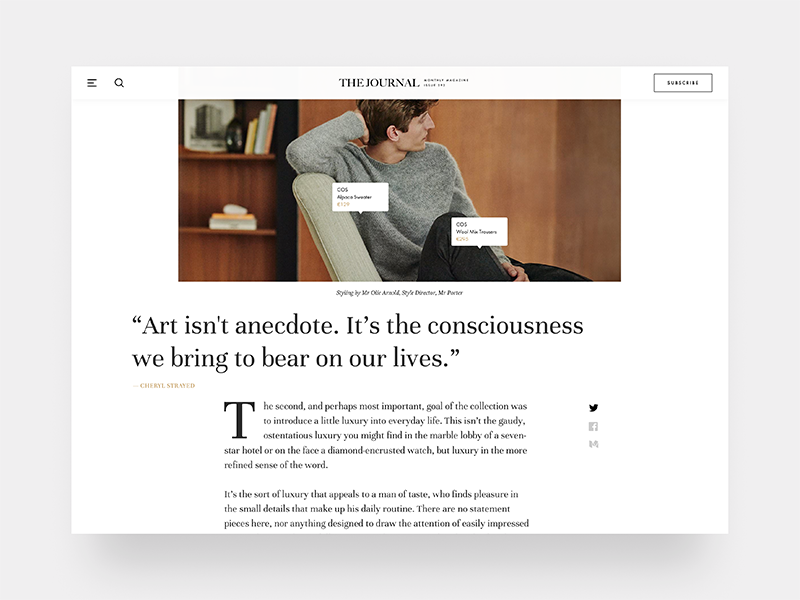 THE JOURNAL
MONTHLY MAGAZINE
SUBSCRIBE
COS
Alpaca Sweater
€129
COS
Wool Mix Trousers
€295
Styling by Mr Olie Arnold, Style Director, Mr Porter
“Art isn't anecdote. It’s the consciousness
we bring to bear on our lives.”
— CHERYL STRAYED
The second, and perhaps most important, goal of the collection was
to introduce a little luxury into everyday life. This isn’t the gaudy,
ostentatious luxury you might find in the marble lobby of a seven-
star hotel or on the face a diamond-encrusted watch, but luxury in the more
refined sense of the word.
It’s the sort of luxury that appeals to a man of taste, who finds pleasure in
the small details that make up his daily routine. There are no statement
pieces here, nor anything designed to draw the attention of easily impressed